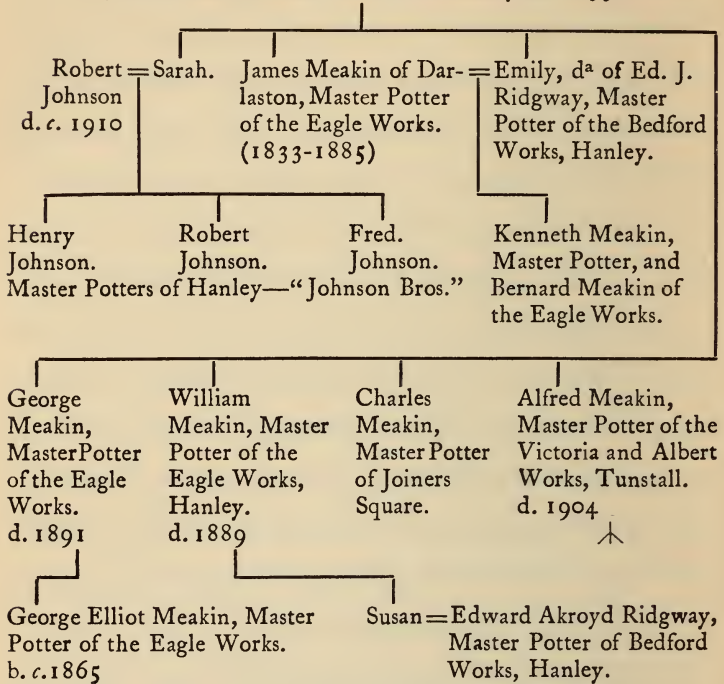 Robert = Sarah.
Johnson
d. c. 1910
James Meakin of Dar-
laston, Master Potter
of the Eagle Works.
(1833-1885)
= Emily, dª of Ed. J.
Ridgway, Master
Potter of the Bedford
Works, Hanley.
Henry
Johnson.
Robert
Johnson.
Fred.
Johnson.
Master Potters of Hanley—“Johnson Bros.”
Kenneth Meakin,
Master Potter, and
Bernard Meakin of
the Eagle Works.
George
Meakin,
Master Potter
of the Eagle
Works.
d. 1891
William
Meakin, Master
Potter of the
Eagle Works,
Hanley.
d. 1889
Charles
Meakin,
Master Potter
of Joiners
Square.
Alfred Meakin,
Master Potter of the
Victoria and Albert
Works, Tunstall.
d. 1904
George Elliot Meakin, Master
Potter of the Eagle Works.
b. c. 1865
Susan = Edward Akroyd Ridgway,
Master Potter of Bedford
Works, Hanley.